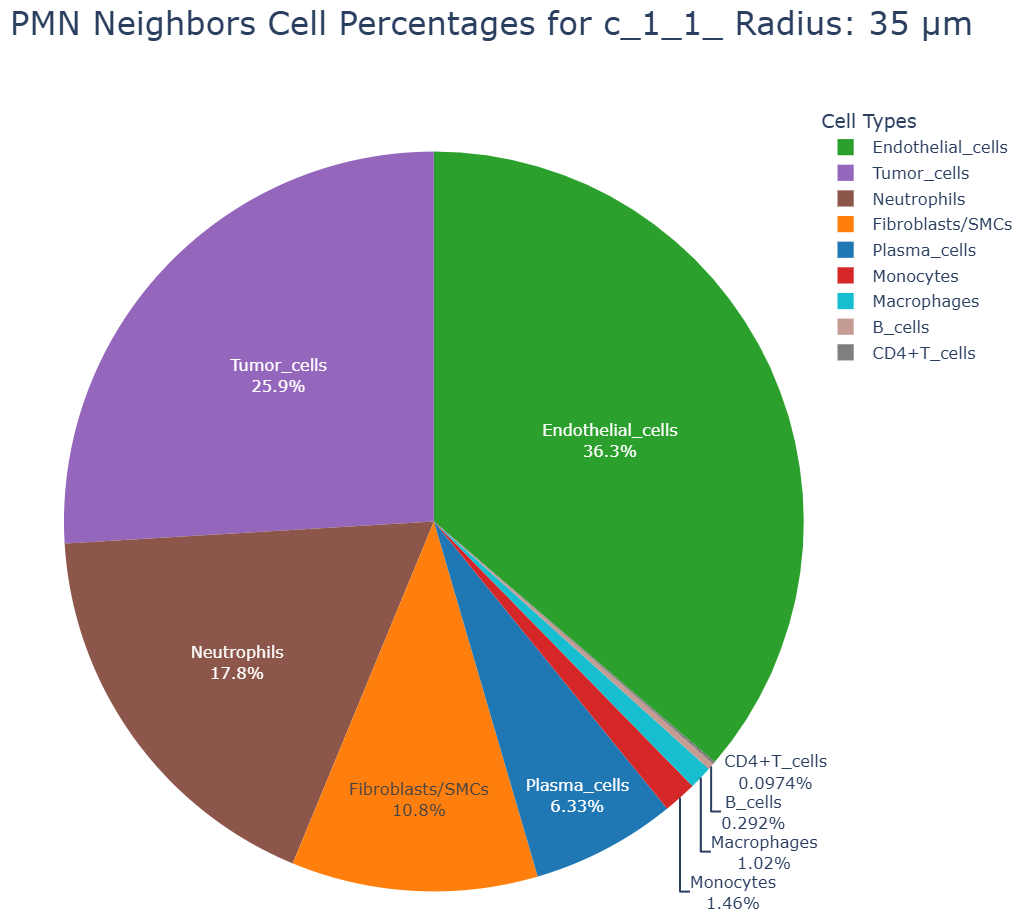 PMN Neighbors Cell Percentages for c_1_1_ Radius: 35 μm
Cell Types
Endothelial_cells
Tumor_cells
Neutrophils
Fibroblasts/SMCs
Plasma_cells
Monocytes
Macrophages
B_cells
CD4+T_cells
Tumor_cells
25.9%
Endothelial_cells
36.3%
Neutrophils
17.8%
Fibroblasts/SMCs
10.8%
Plasma_cells
6.33%
CD4+T_cells
0.0974%
B_cells
0.292%
Macrophages
1.02%
Monocytes
1.46%